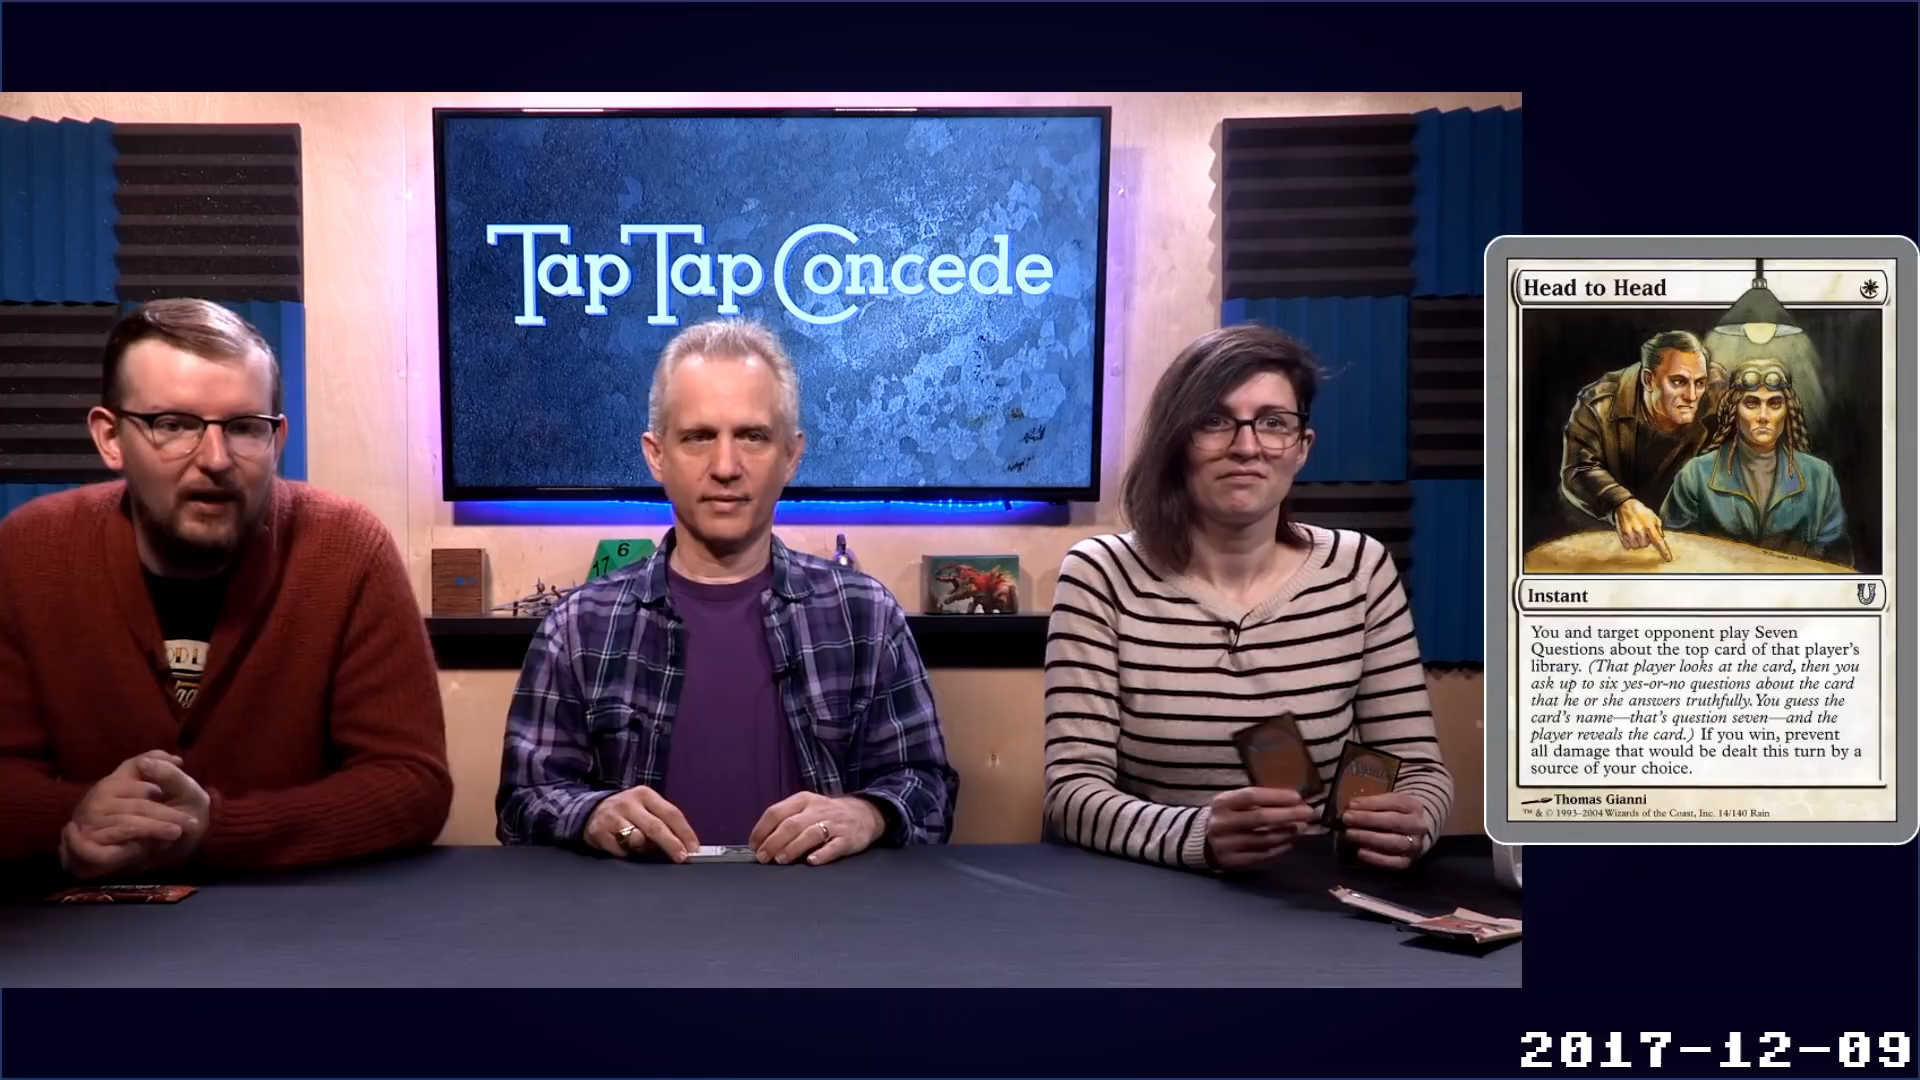 Tap Tap Concede
6
17
Head to Head
Instant
You and target opponent play Seven
Questions about the top card of that player's
library. (That player looks at the card, then you
ask up to six yes-or-no questions about the card
that he or she answers truthfully. You guess the
card's name—that's question seven—and the
player reveals the card.) If you win, prevent
all damage that would be dealt this turn by a
source of your choice.
Thomas Gianni
™ & © 1993–2004 Wizards of the Coast, Inc. 14/140 Rain
2017-12-09